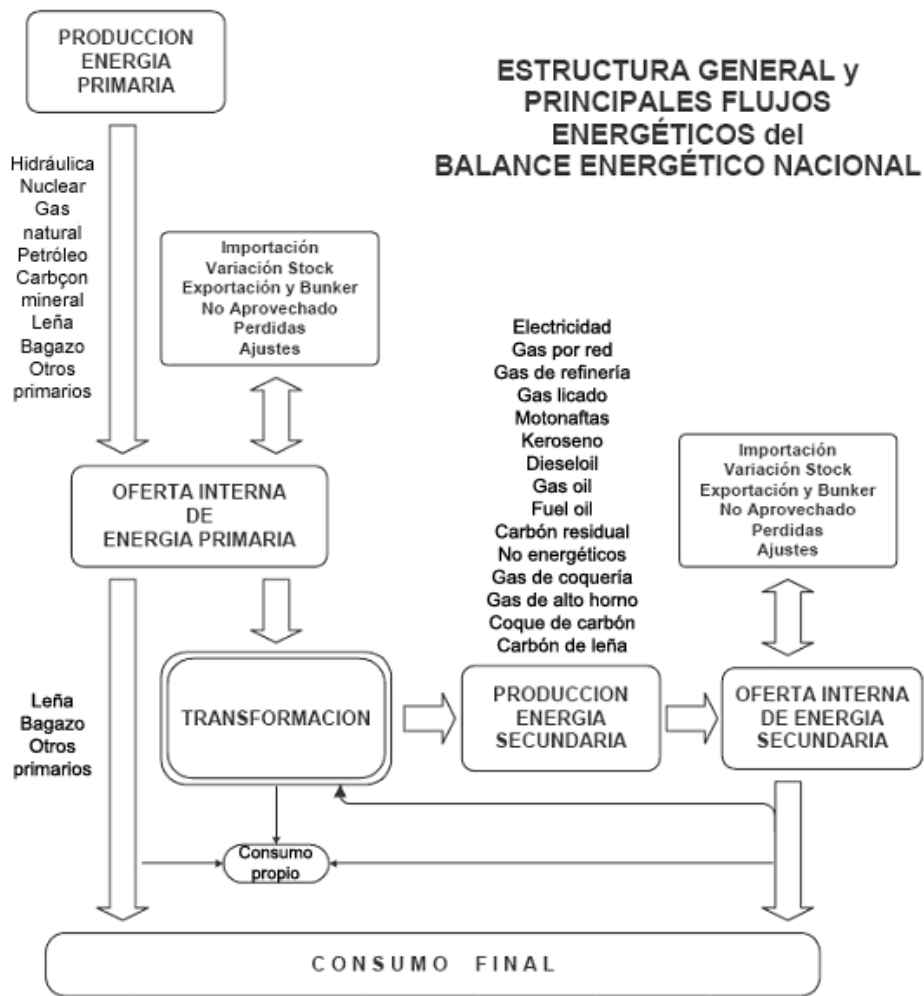 PRODUCCION
ENERGIA
PRIMARIA
ESTRUCTURA GENERAL y
PRINCIPALES FLUJOS
ENERGÉTICOS del
BALANCE ENERGÉTICO NACIONAL
Hidráulica
Nuclear
Gas
natural
Petróleo
Carbçon
mineral
Leña
Bagazo
Otros
primarios
Importación
Variación Stock
Exportación y Bunker
No Aprovechado
Perdidas
Ajustes
Electricidad
Gas por red
Gas de refinería
Gas licado
Motonaftas
Keroseno
Dieseloil
Gas oil
Fuel oil
Carbón residual
No energéticos
Gas de coquería
Gas de alto horno
Coque de carbón
Carbón de leña
Importación
Variación Stock
Exportación y Bunker
No Aprovechado
Perdidas
Ajustes
OFERTA INTERNA
DE
ENERGIA PRIMARIA
Leña
Bagazo
Otros
primarios
TRANSFORMACION
PRODUCCION
ENERGIA
SECUNDARIA
OFERTA INTERNA
DE ENERGIA
SECUNDARIA
Consumo
propio
CONSUMO FINAL